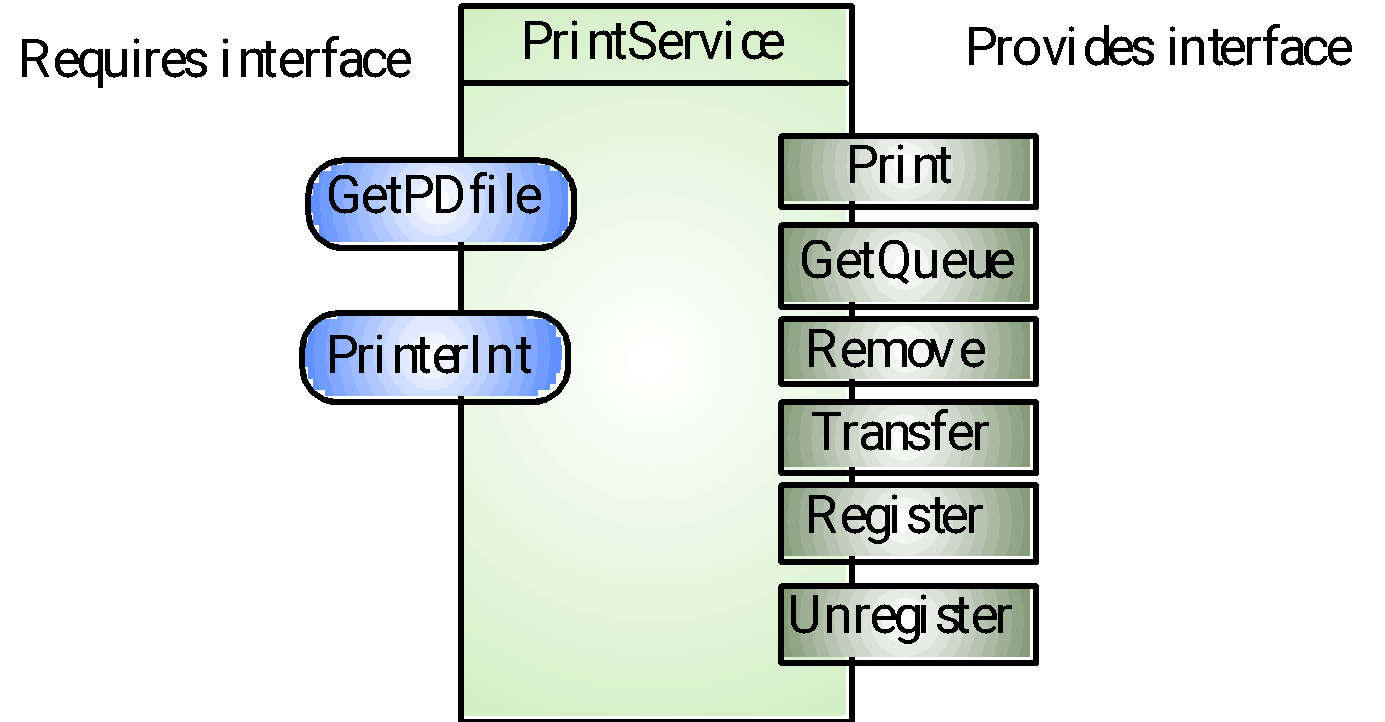 Requires interface
PrintService
Provides interface
GetPDfile
PrinterInt
Print
GetQueue
Remove
Transfer
Register
Unregister